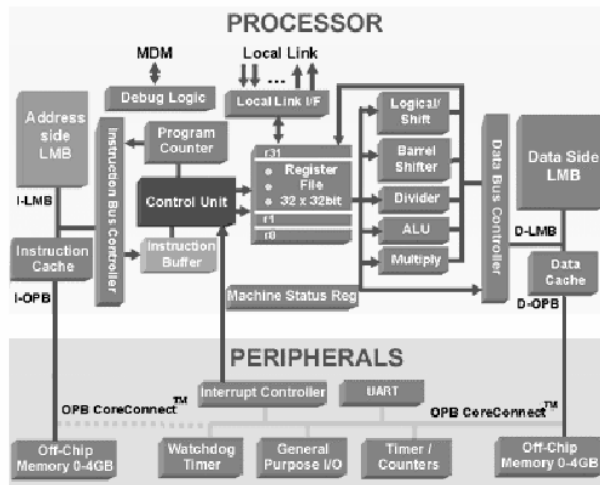 PROCESSOR
MDM
Local Link
...
Debug Logic
Local Link I/F
Address
side
LMB
Instruction Bus Controller
Program
Counter
r31
Register
File
32 x 32bit
r1
r0
Control Unit
Instruction
Buffer
Logical/
Shift
Barrel
Shifter
Divider
ALU
Multiply
Data Bus Controller
Data Side
LMB
I-LMB
D-LMB
Instruction
Cache
Data
Cache
I-OPB
D-OPB
Machine Status Reg
PERIPHERALS
Interrupt Controller
UART
OPB CoreConnect™
OPB CoreConnect™
Off-Chip
Memory 0-4GB
Watchdog
Timer
General
Purpose I/O
Timer /
Counters
Off-Chip
Memory 0-4GB